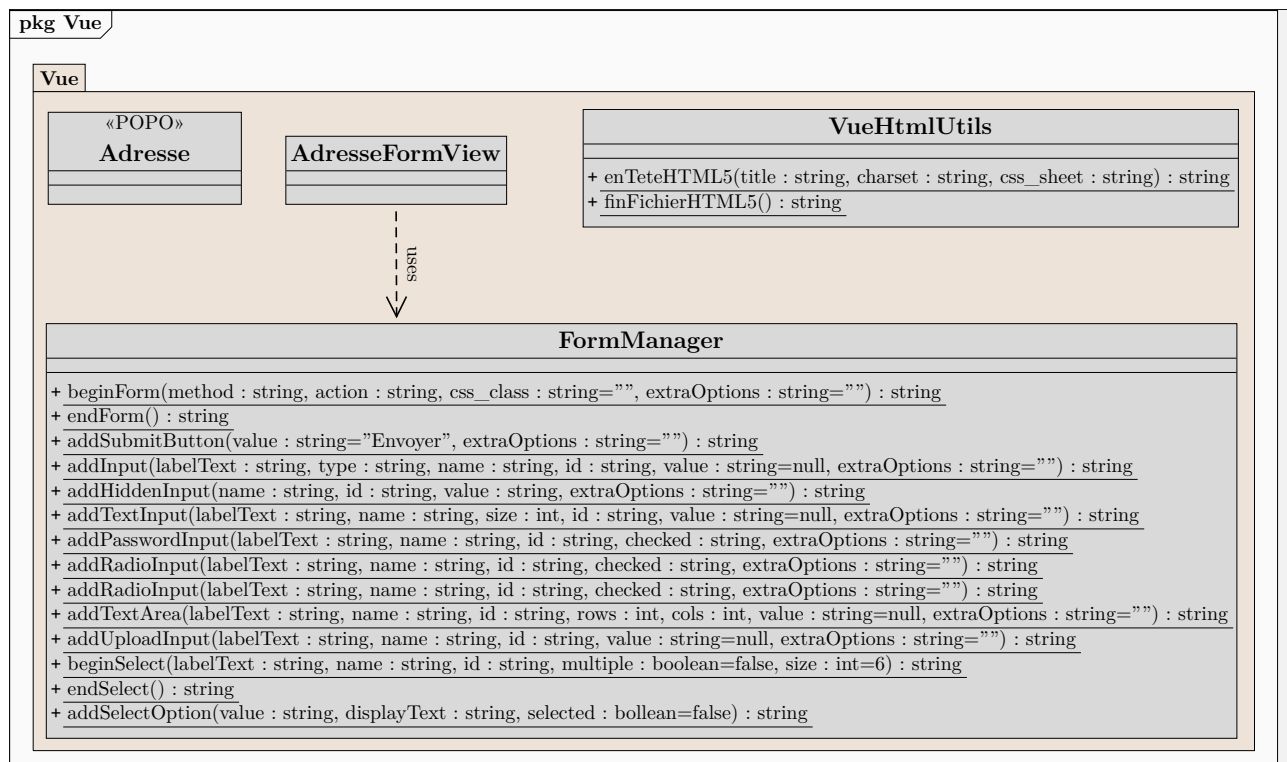 pkg Vue
Vue
«POPO»
Adresse
AdresseFormView
VueHtmlUtils
+ enTeteHTML5(title : string, charset : string, css_sheet : string) : string
+ finFichierHTML5() : string
uses
FormManager
+ beginForm(method : string, action : string, css_class : string=””, extraOptions : string=””) : string
+ endForm() : string
+ addSubmitButton(value : string=”Envoyer”, extraOptions : string=””) : string
+ addInput(labelText : string, type : string, name : string, id : string, value : string=null, extraOptions : string=””) : string
+ addHiddenInput(name : string, id : string, value : string, extraOptions : string=””) : string
+ addTextInput(labelText : string, name : string, size : int, id : string, value : string=null, extraOptions : string=””) : string
+ addPasswordInput(labelText : string, name : string, id : string, checked : string, extraOptions : string=””) : string
+ addRadioInput(labelText : string, name : string, id : string, checked : string, extraOptions : string=””) : string
+ addRadioInput(labelText : string, name : string, id : string, checked : string, extraOptions : string=””) : string
+ addTextArea(labelText : string, name : string, id : string, rows : int, cols : int, value : string=null, extraOptions : string=””) : string
+ addUploadInput(labelText : string, name : string, id : string, value : string=null, extraOptions : string=””) : string
+ beginSelect(labelText : string, name : string, id : string, multiple : boolean=false, size : int=6) : string
+ endSelect() : string
+ addSelectOption(value : string, displayText : string, selected : bollean=false) : string